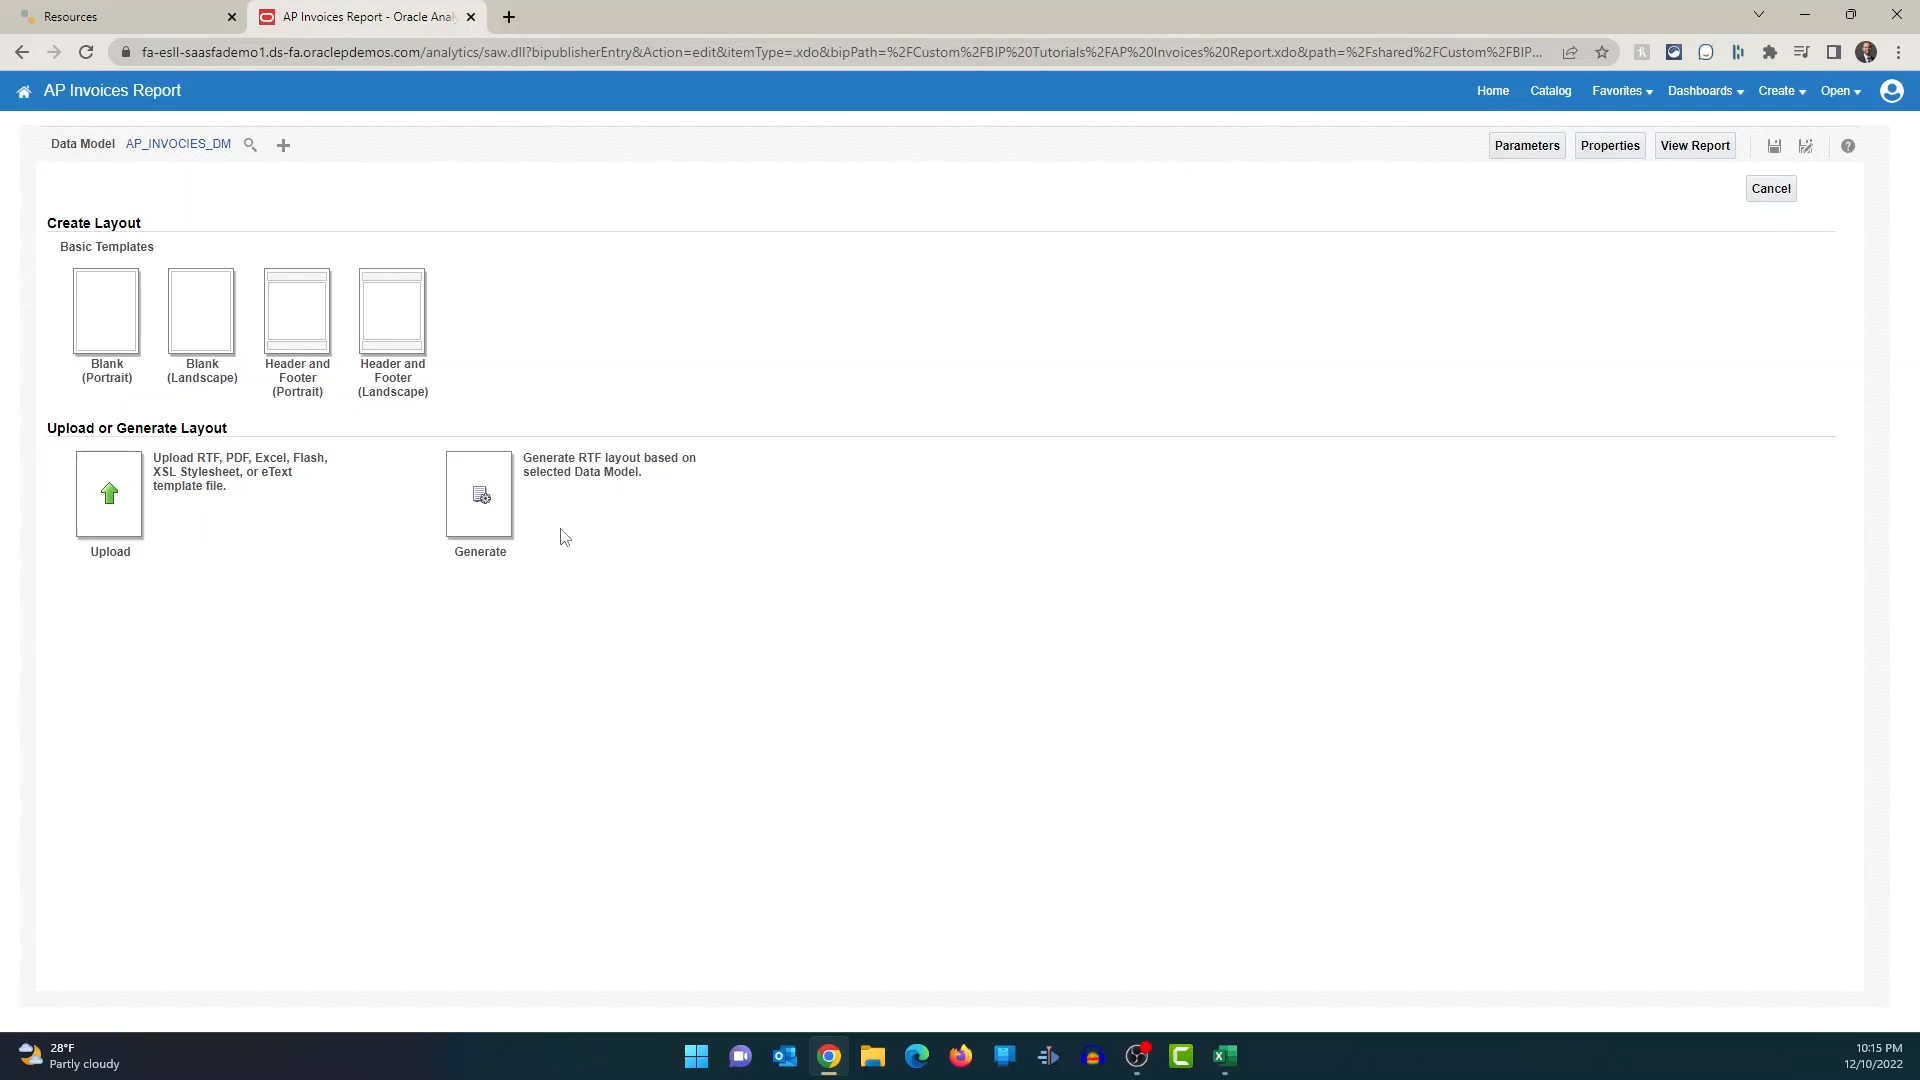 Resources
AP Invoices Report - Oracle Anal
fa-esll-saasfademo1.ds-fa.oraclepdemos.com/analytics/saw.dll?bipublisherEntry&Action=edit&itemType=.xdo&bipPath=%2FCustom%2FBIP%20Tutorials%2FAP%20Invoices%20Report.xdo&path=%2Fshared%2FCustom%2FBIP...
AP Invoices Report
Home Catalog Favorites Dashboards Create Open
Data Model AP_INVOCIES_DM
Parameters Properties View Report
Cancel
Create Layout
Basic Templates
Blank
(Portrait)
Blank
(Landscape)
Header and
Footer
(Portrait)
Header and
Footer
(Landscape)
Upload or Generate Layout
Upload RTF, PDF, Excel, Flash,
XSL Stylesheet, or eText
template file.
Upload
Generate RTF layout based on
selected Data Model.
Generate
28°F
Partly cloudy
10:15 PM
12/10/2022